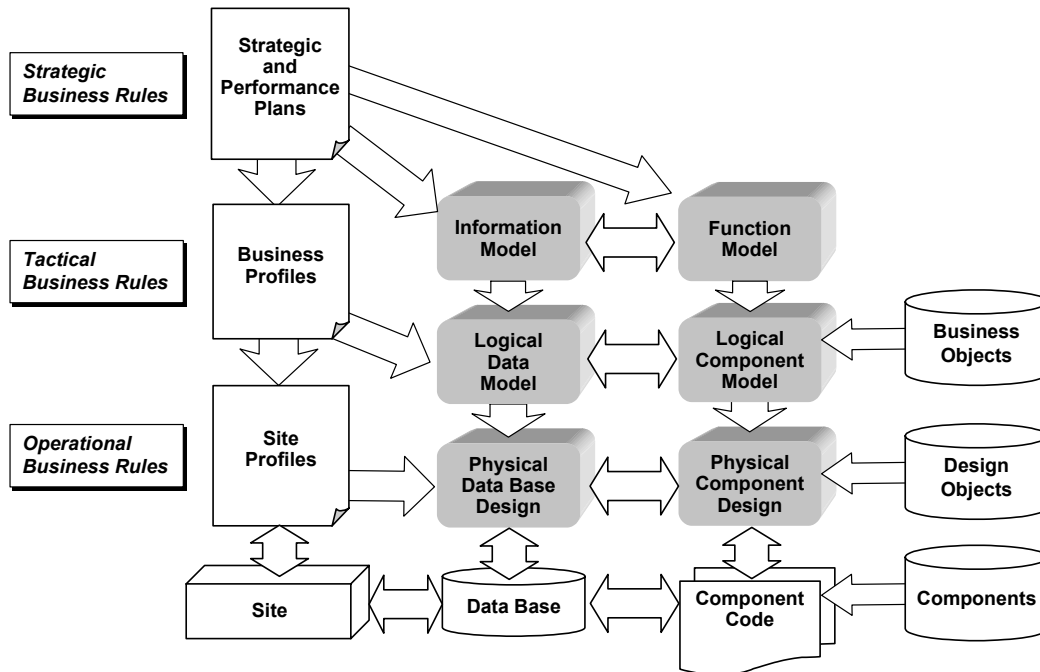 Strategic
Business Rules
Strategic
and
Performance
Plans
Tactical
Business Rules
Business
Profiles
Information
Model
Function
Model
Logical
Data
Model
Logical
Component
Model
Business
Objects
Operational
Business Rules
Site
Profiles
Physical
Data Base
Design
Physical
Component
Design
Design
Objects
Site
Data Base
Component
Code
Components